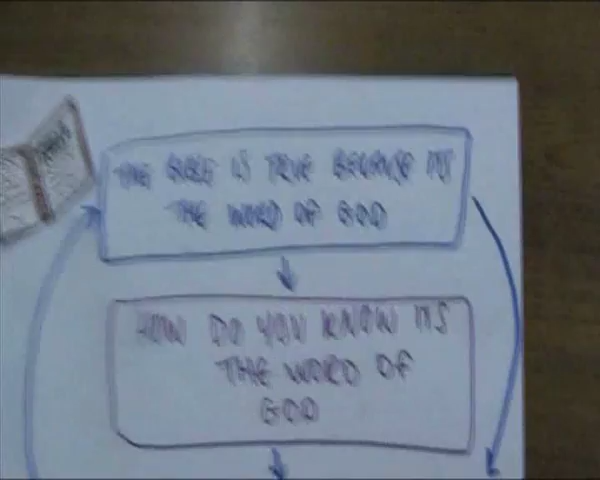 THE BIBLE IS TRUE BECAUSE ITS
THE WORD OF GOD
HOW DO YOU KNOW ITS
THE WORD OF
GOD